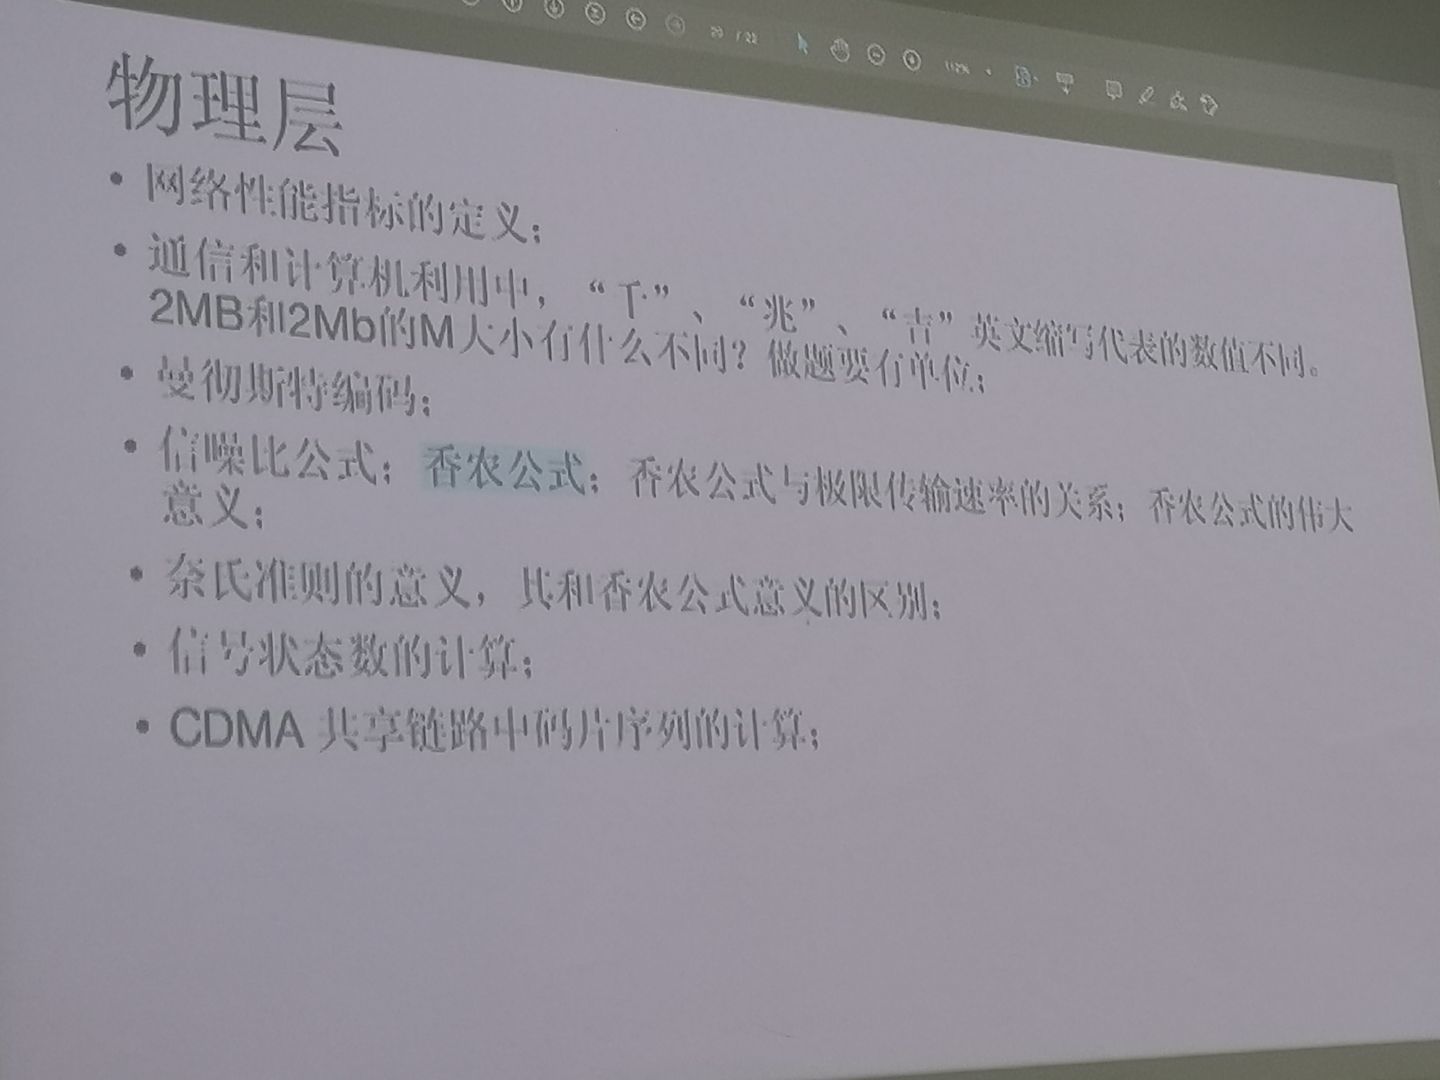 20 / 22
112%
物理层
• 网络性能指标的定义；
• 通信和计算机利用中，“千”、“兆”、“吉”英文缩写代表的数值不同。
2MB和2Mb的M大小有什么不同？做题要有单位；
• 曼彻斯特编码；
• 信噪比公式；香农公式；香农公式与极限传输速率的关系；香农公式的伟大
意义；
• 奈氏准则的意义，其和香农公式意义的区别；
• 信号状态数的计算；
• CDMA 共享链路中码片序列的计算；